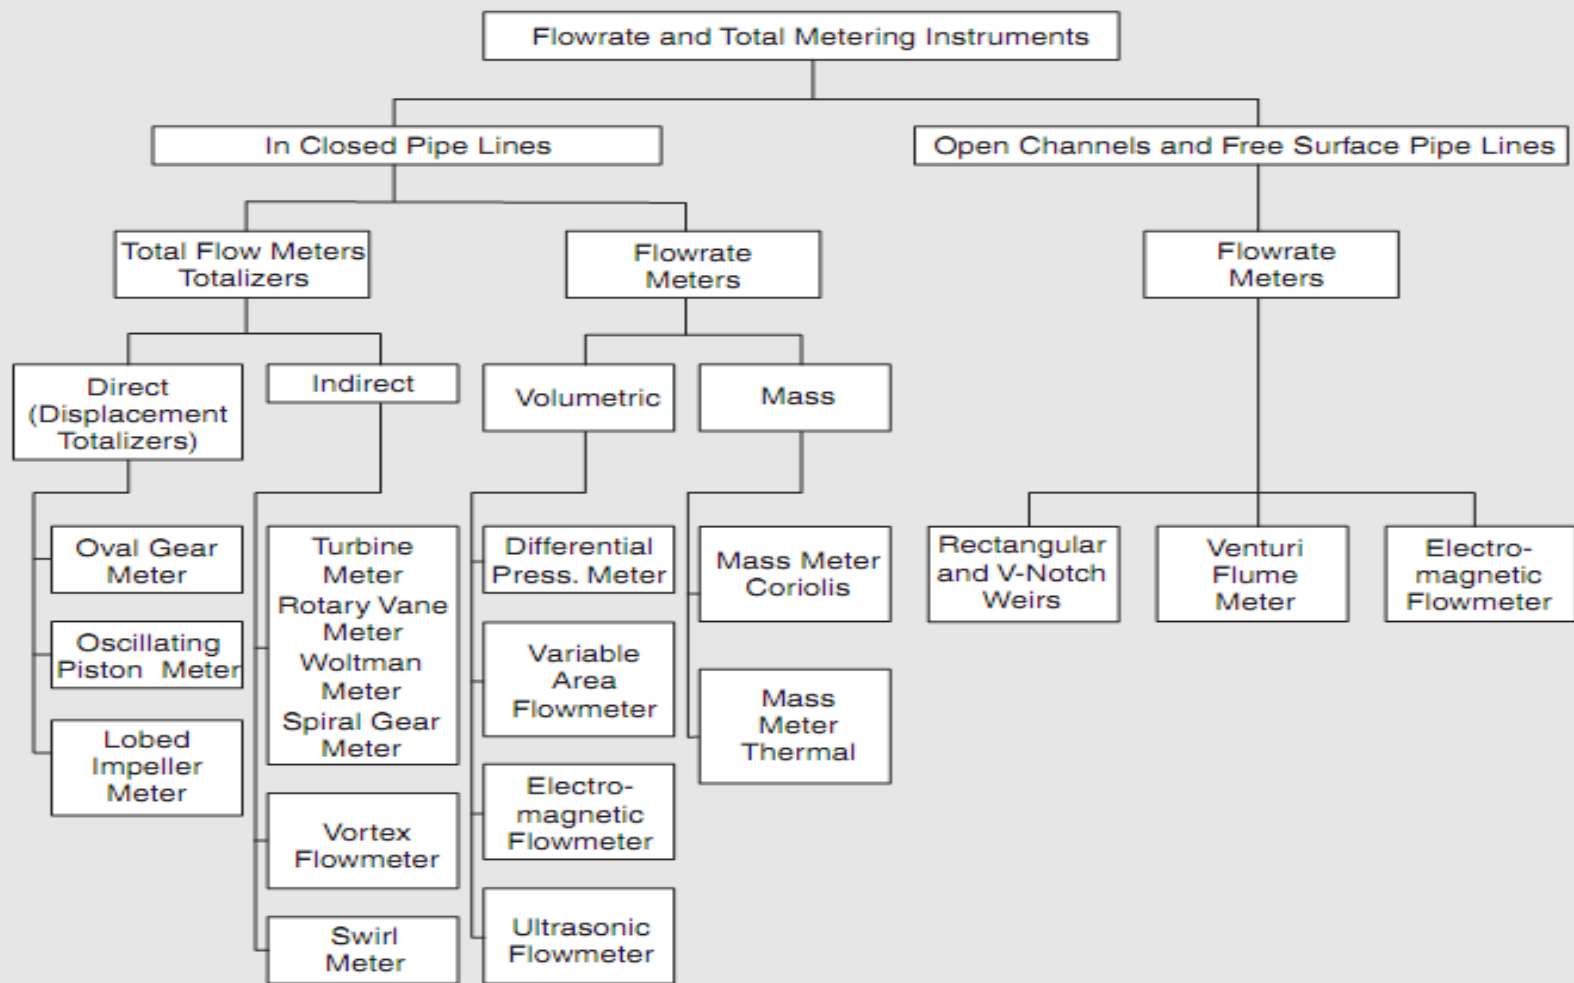 Flowrate and Total Metering Instruments
In Closed Pipe Lines
Open Channels and Free Surface Pipe Lines
Total Flow Meters
Totalizers
Flowrate
Meters
Flowrate
Meters
Direct
(Displacement
Totalizers)
Indirect
Volumetric
Mass
Oval Gear
Meter
Oscillating
Piston Meter
Lobed
Impeller
Meter
Turbine
Meter
Rotary Vane
Meter
Woltman
Meter
Spiral Gear
Meter
Vortex
Flowmeter
Swirl
Meter
Differential
Press. Meter
Variable
Area
Flowmeter
Electro-
magnetic
Flowmeter
Ultrasonic
Flowmeter
Mass Meter
Coriolis
Mass
Meter
Thermal
Rectangular
and V-Notch
Weirs
Venturi
Flume
Meter
Electro-
magnetic
Flowmeter